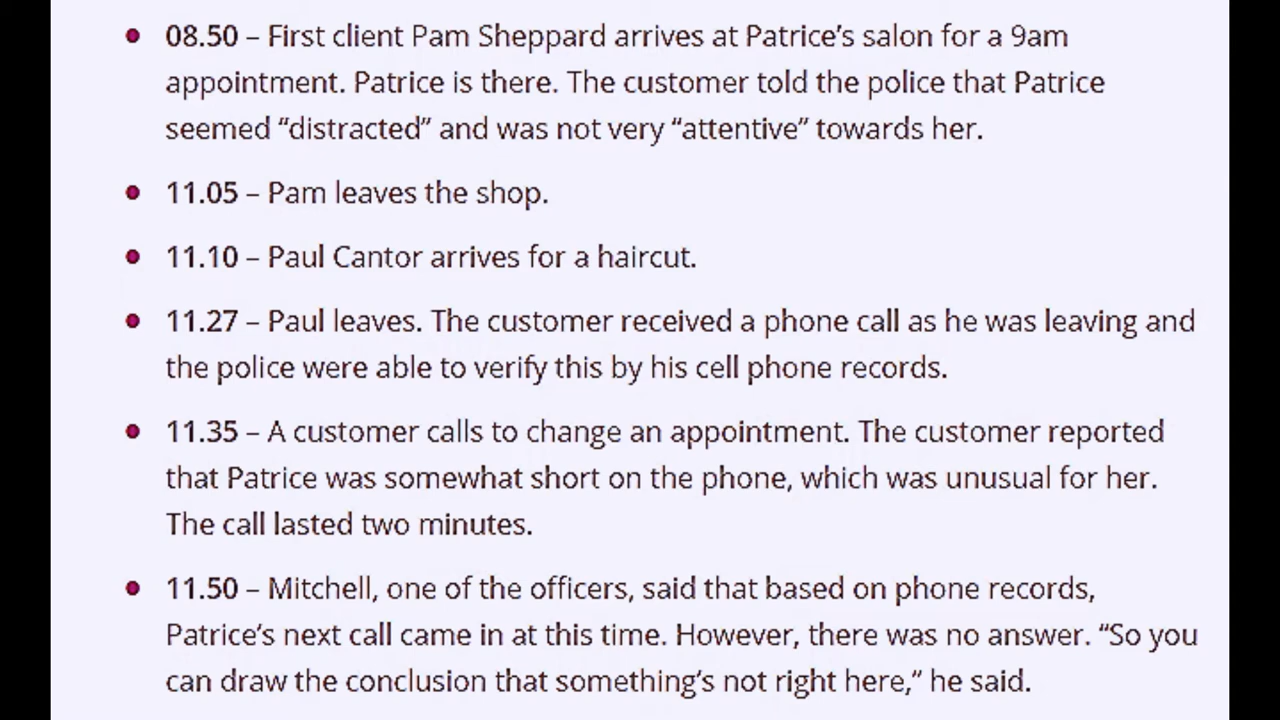 08.50 – First client Pam Sheppard arrives at Patrice’s salon for a 9am
appointment. Patrice is there. The customer told the police that Patrice
seemed “distracted” and was not very “attentive” towards her.
11.05 – Pam leaves the shop.
11.10 – Paul Cantor arrives for a haircut.
11.27 – Paul leaves. The customer received a phone call as he was leaving and
the police were able to verify this by his cell phone records.
11.35 – A customer calls to change an appointment. The customer reported
that Patrice was somewhat short on the phone, which was unusual for her.
The call lasted two minutes.
11.50 – Mitchell, one of the officers, said that based on phone records,
Patrice’s next call came in at this time. However, there was no answer. “So you
can draw the conclusion that something’s not right here,” he said.